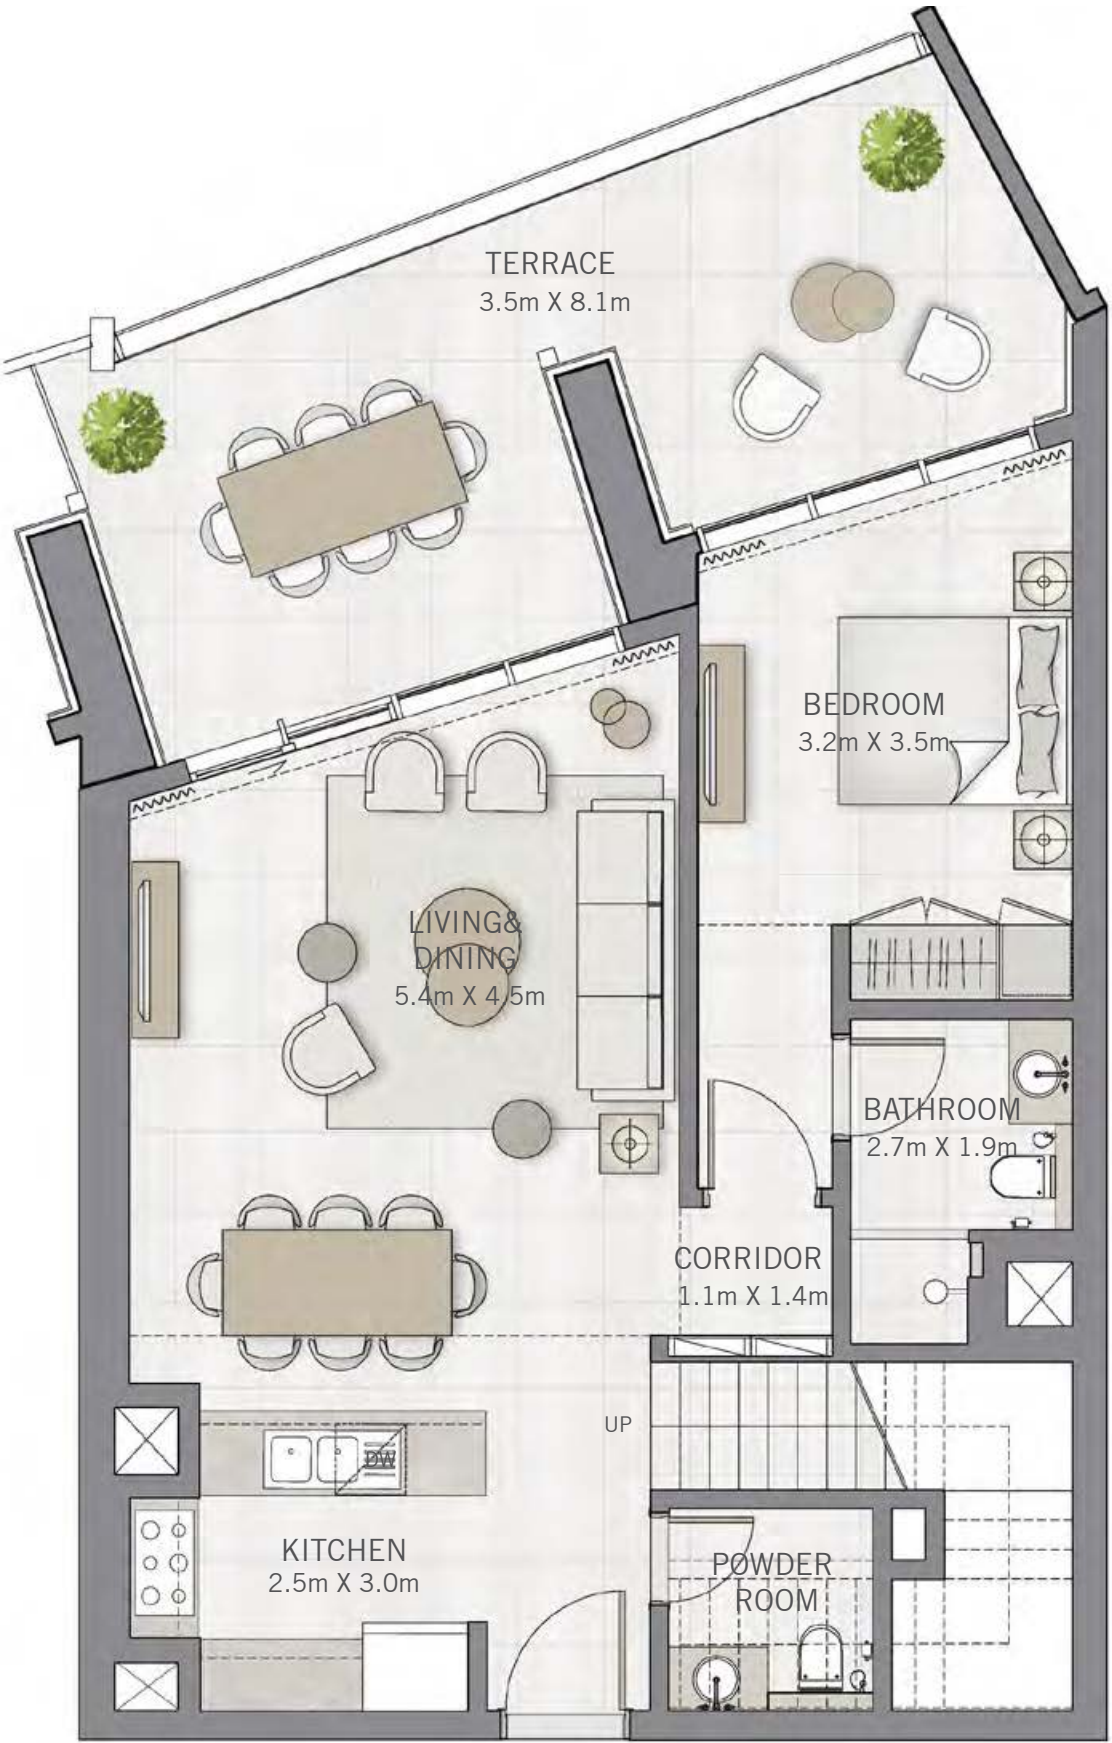 TERRACE
3.5m X 8.1m
BEDROOM
3.2m X 3.5m
LIVING&
DINING
5.4m X 4.5m
BATHROOM
2.7m X 1.9m
CORRIDOR
1.1m X 1.4m
UP
DW
KITCHEN
2.5m X 3.0m
POWDER
ROOM